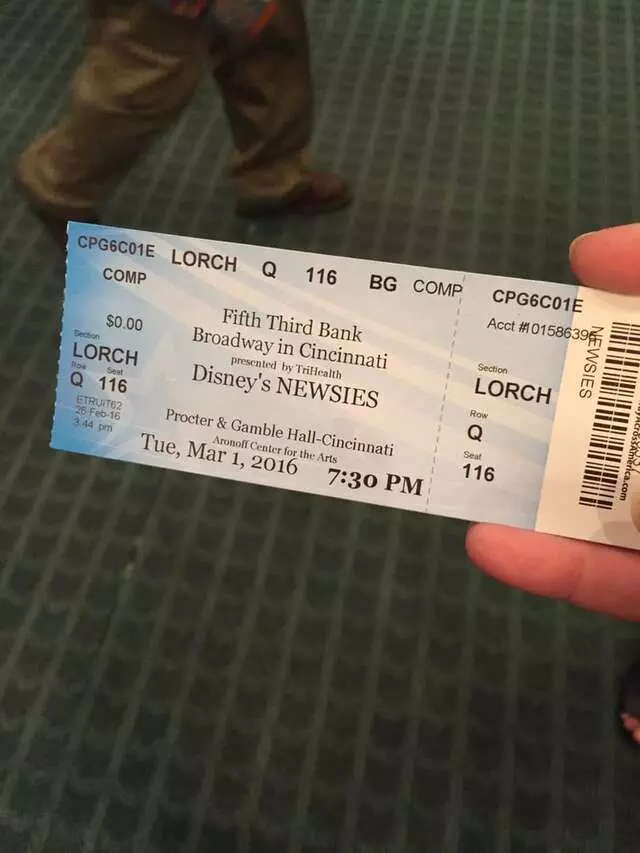 CPG6C01E LORCH Q 116 BG COMP
COMP
$0.00
Section
LORCH
Row Seat
Q 116
ETRUIT62
26-Feb-16
3:44 pm
Fifth Third Bank
Broadway in Cincinnati
presented by TriHealth
Disney's NEWSIES
Procter & Gamble Hall-Cincinnati
Aronoff Center for the Arts
Tue, Mar 1, 2016 7:30 PM
CPG6C01E
Acct #
Section
LORCH
Row
Q
Seat
116
NEWSIES